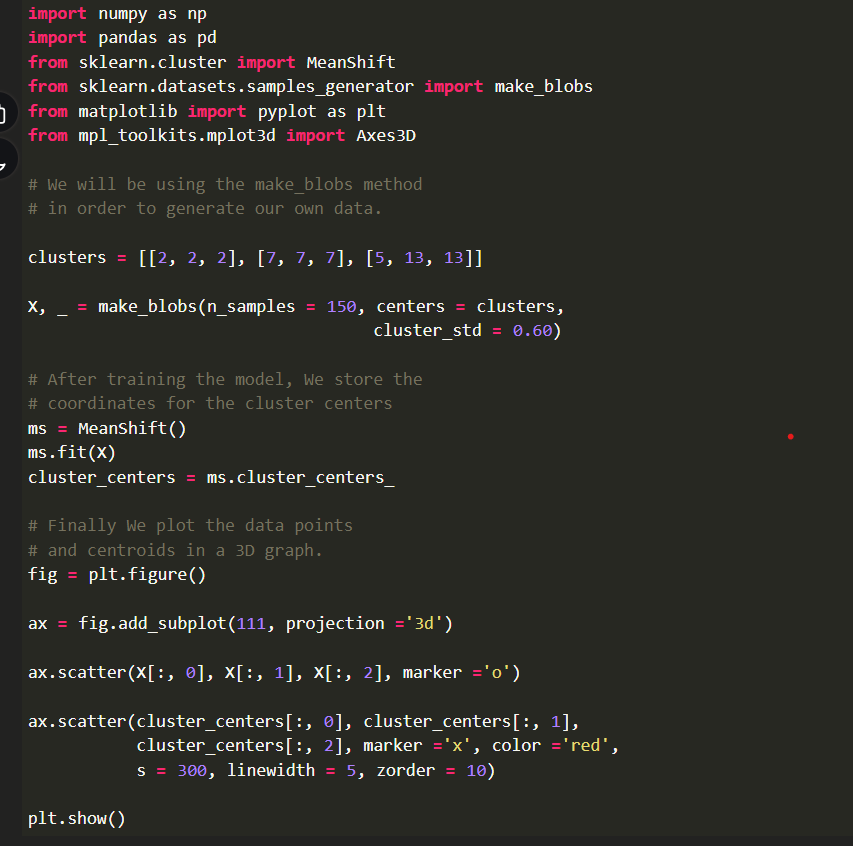 import numpy as np
import pandas as pd
from sklearn.cluster import MeanShift
from sklearn.datasets.samples_generator import make_blobs
from matplotlib import pyplot as plt
from mpl_toolkits.mplot3d import Axes3D
# We will be using the make_blobs method
# in order to generate our own data.
clusters = [[2, 2, 2], [7, 7, 7], [5, 13, 13]]
X, _ = make_blobs(n_samples = 150, centers = clusters,
cluster_std = 0.60)
# After training the model, We store the
# coordinates for the cluster centers
ms = MeanShift()
ms.fit(X)
cluster_centers = ms.cluster_centers_
# Finally We plot the data points
# and centroids in a 3D graph.
fig = plt.figure()
ax = fig.add_subplot(111, projection ='3d')
ax.scatter(X[:, 0], X[:, 1], X[:, 2], marker ='o')
ax.scatter(cluster_centers[:, 0], cluster_centers[:, 1],
cluster_centers[:, 2], marker ='x', color ='red',
s = 300, linewidth = 5, zorder = 10)
plt.show()